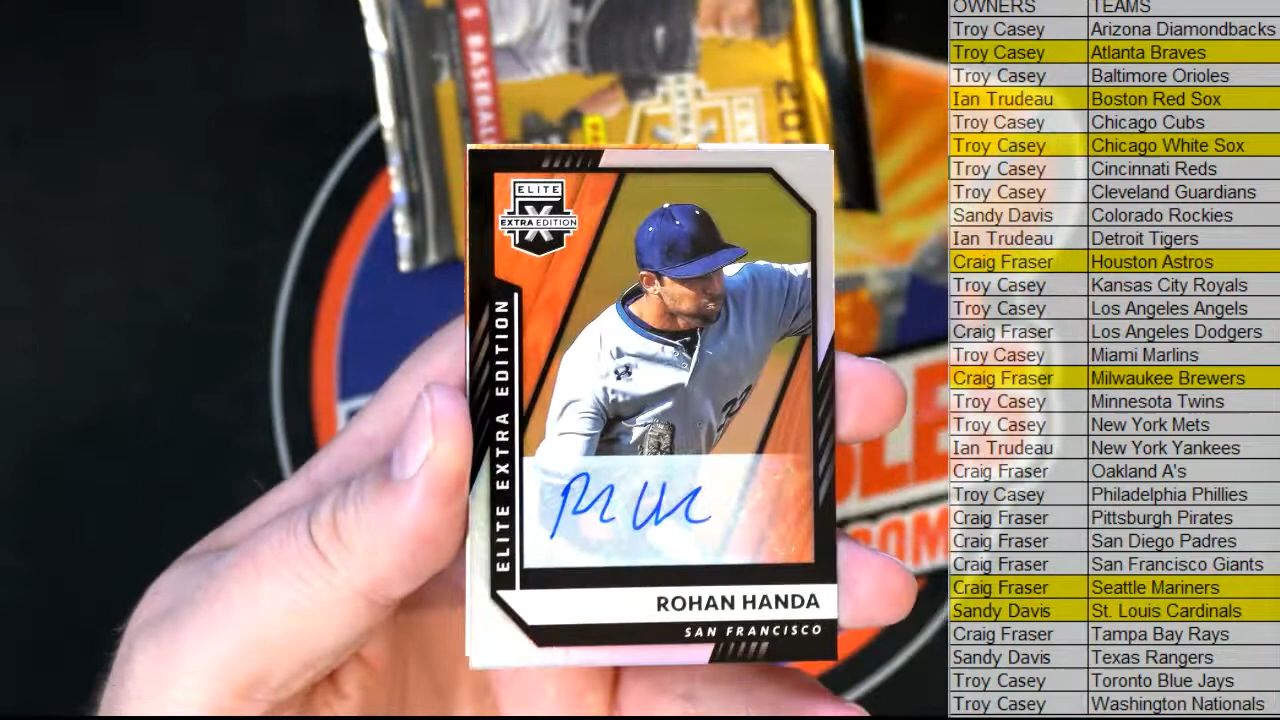 5 BASEBALL
ELITE
EXTRA EDITION
X
ELITE EXTRA EDITION
ROHAN HANDA
SAN FRANCISCO
OWNERS TEAMS
Troy Casey Arizona Diamondbacks
Troy Casey Atlanta Braves
Troy Casey Baltimore Orioles
Ian Trudeau Boston Red Sox
Troy Casey Chicago Cubs
Troy Casey Chicago White Sox
Troy Casey Cincinnati Reds
Troy Casey Cleveland Guardians
Sandy Davis Colorado Rockies
Ian Trudeau Detroit Tigers
Craig Fraser Houston Astros
Troy Casey Kansas City Royals
Troy Casey Los Angeles Angels
Craig Fraser Los Angeles Dodgers
Troy Casey Miami Marlins
Craig Fraser Milwaukee Brewers
Troy Casey Minnesota Twins
Troy Casey New York Mets
Ian Trudeau New York Yankees
Craig Fraser Oakland A's
Troy Casey Philadelphia Phillies
Craig Fraser Pittsburgh Pirates
Craig Fraser San Diego Padres
Craig Fraser San Francisco Giants
Craig Fraser Seattle Mariners
Sandy Davis St. Louis Cardinals
Craig Fraser Tampa Bay Rays
Sandy Davis Texas Rangers
Troy Casey Toronto Blue Jays
Troy Casey Washington Nationals